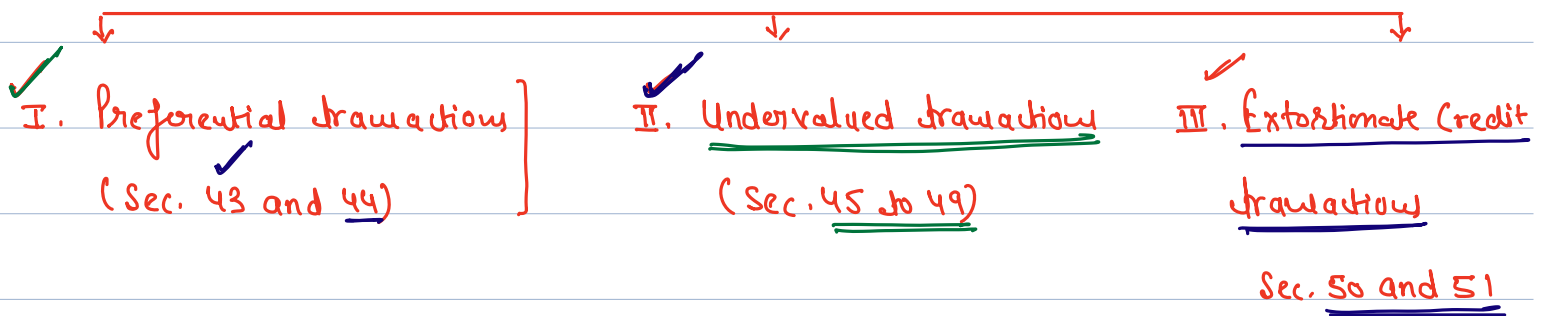 I. Preferential transactions
(Sec. 43 and 44)
II. Undervalued transactions
(Sec. 45 to 49)
III. Extortionate Credit
transactions
Sec. 50 and 51